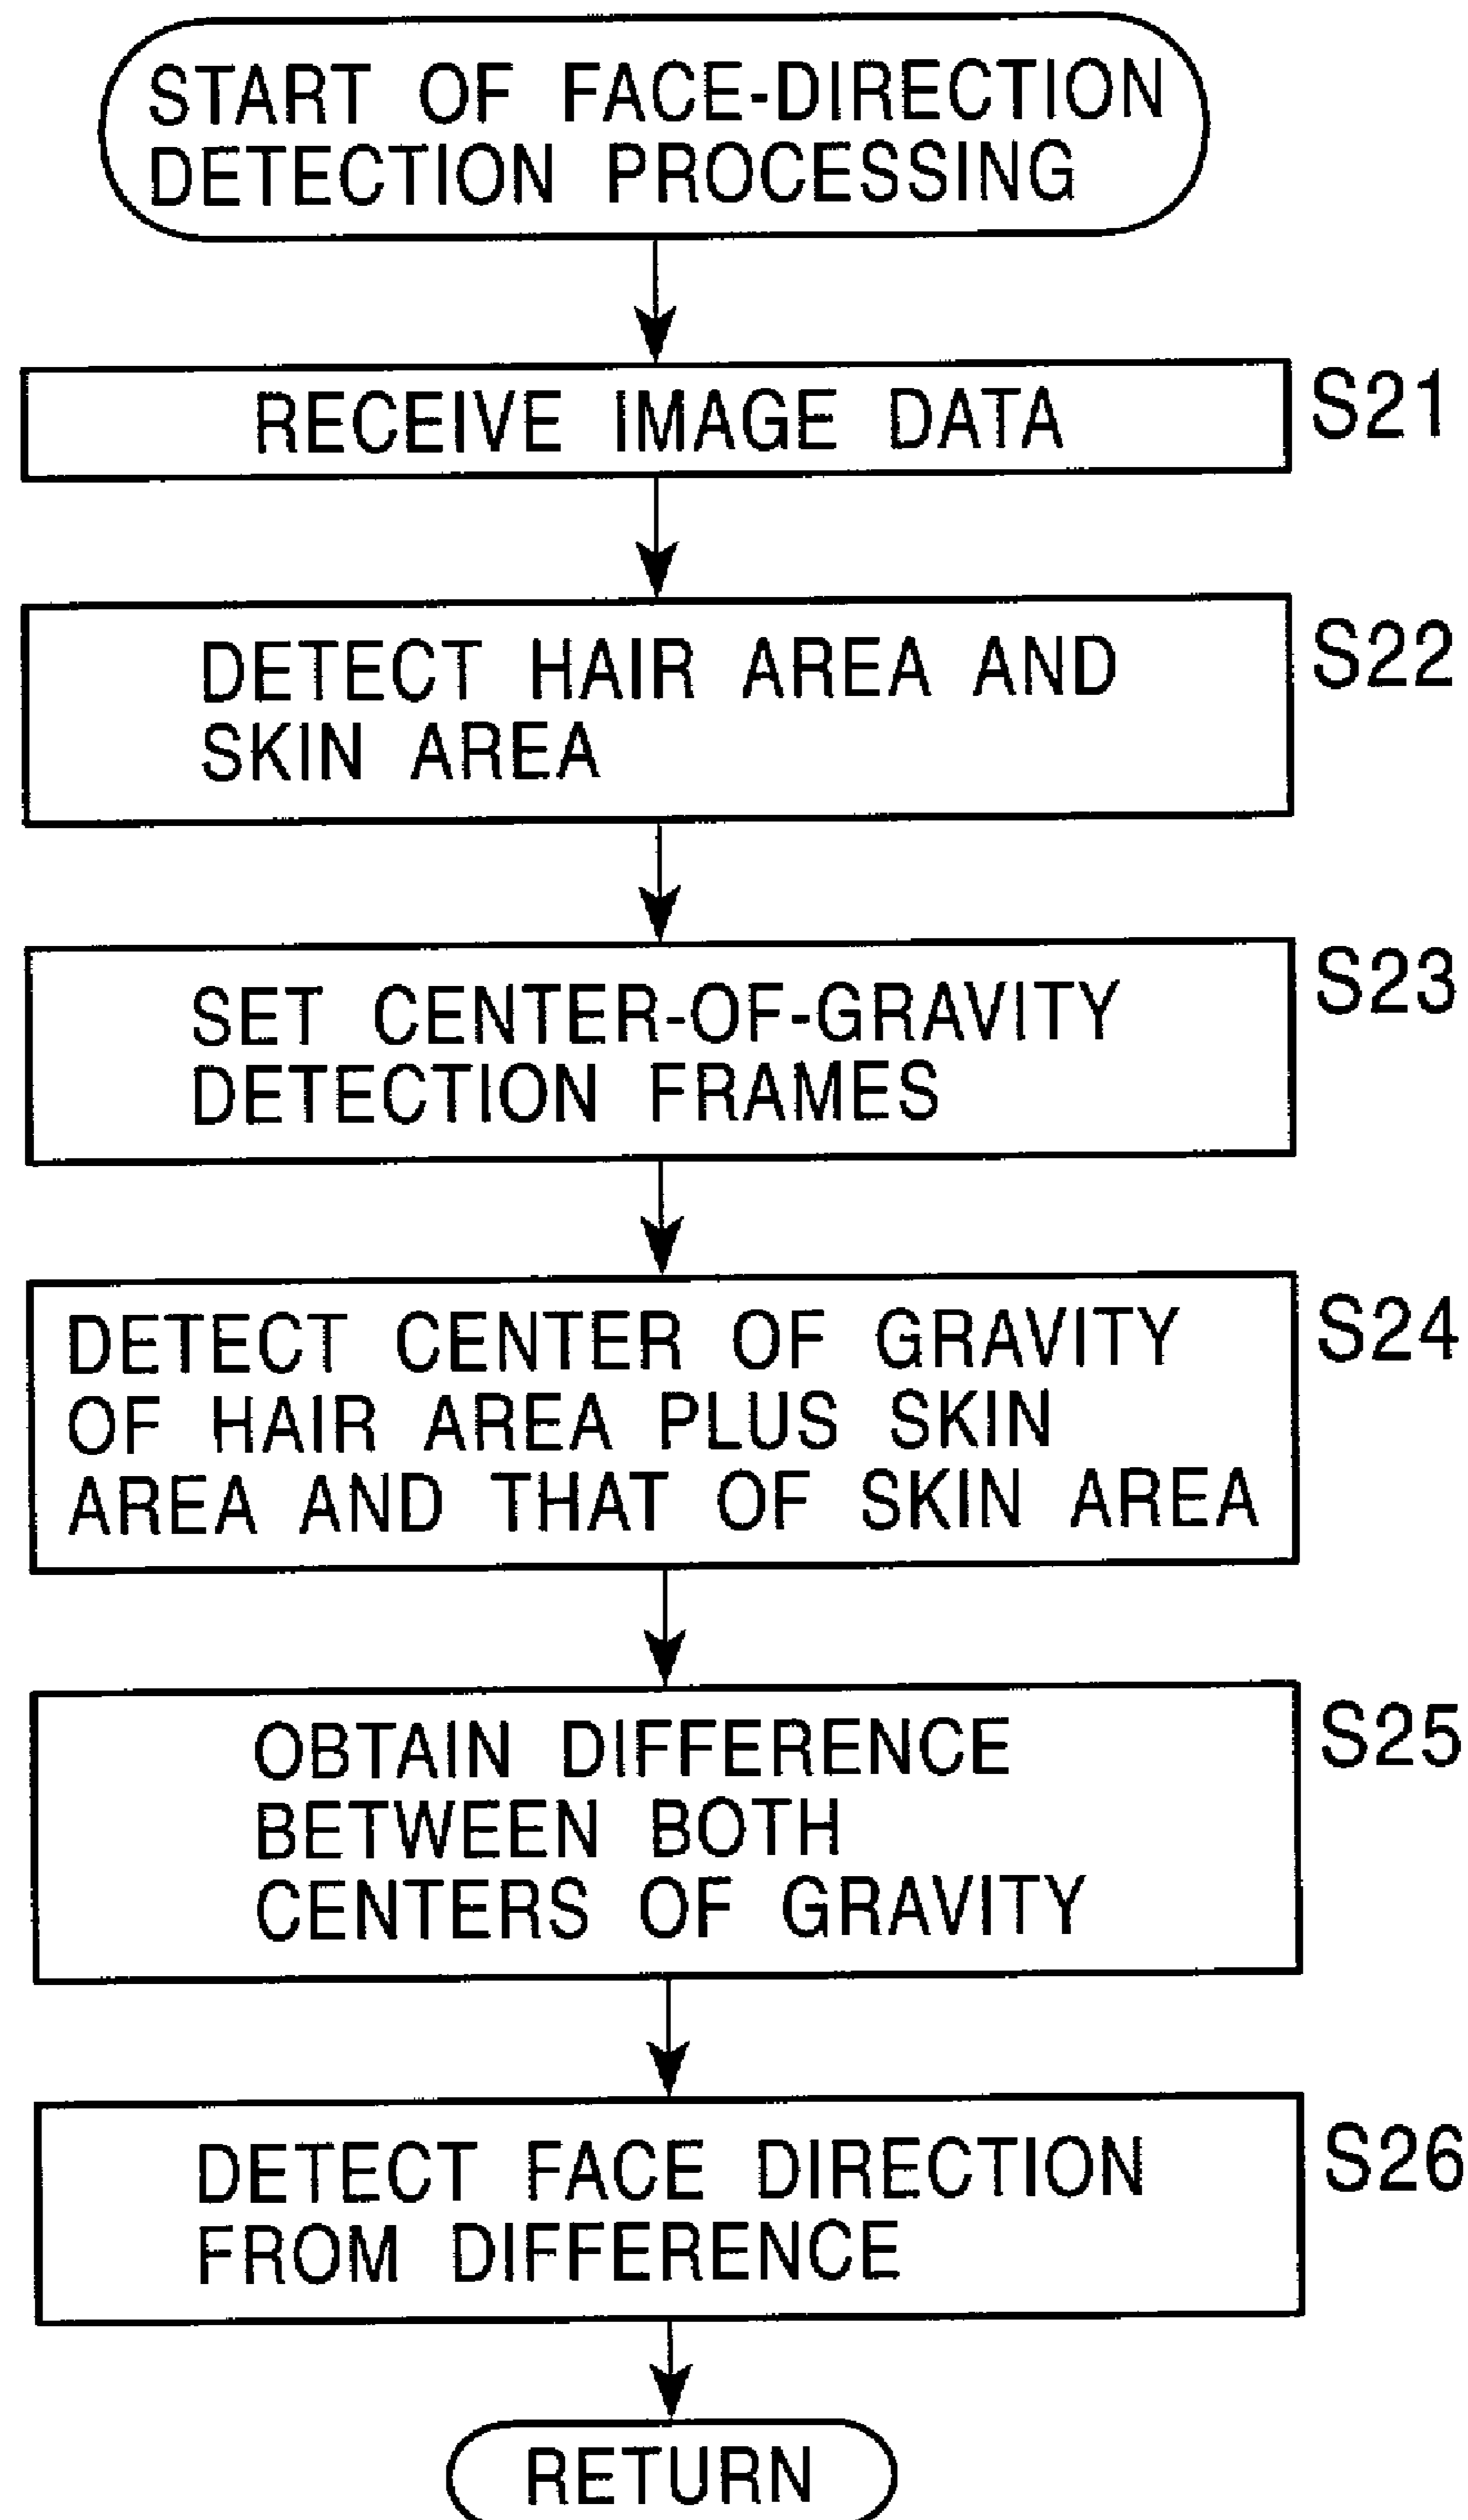 START OF FACE-DIRECTION
DETECTION PROCESSING
RECEIVE IMAGE DATA
S21
DETECT HAIR AREA AND
SKIN AREA
S22
SET CENTER-OF-GRAVITY
DETECTION FRAMES
S23
DETECT CENTER OF GRAVITY
OF HAIR AREA PLUS SKIN
AREA AND THAT OF SKIN AREA
S24
OBTAIN DIFFERENCE
BETWEEN BOTH
CENTERS OF GRAVITY
S25
DETECT FACE DIRECTION
FROM DIFFERENCE
S26
RETURN